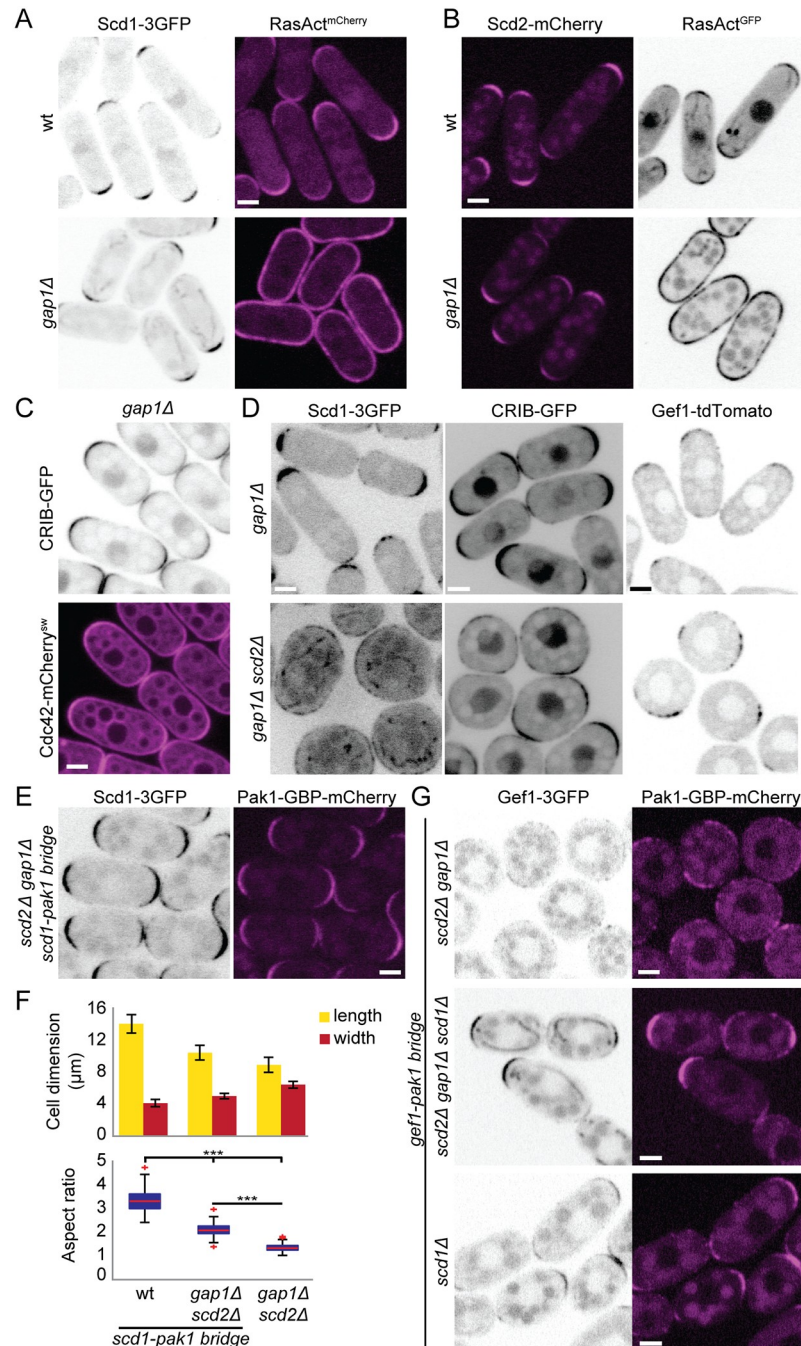 A
Scd1-3GFP
RasAct^mCherry
wt
gap1Δ
B
Scd2-mCherry
RasAct^GFP
wt
gap1Δ
C
gap1Δ
CRIB-GFP
Cdc42-mCherry^sw
D
Scd1-3GFP
CRIB-GFP
Gef1-tdTomato
gap1Δ
gap1Δ scd2Δ
E
Scd1-3GFP
Pak1-GBP-mCherry
scd2Δ gap1Δ
scd1-pak1 bridge
F
length
width
Cell dimension
(μm)
16
12
8
4
0
***
***
Aspect ratio
5
4
3
2
1
0
wt
gap1Δ
scd2Δ
gap1Δ
scd2Δ
scd1-pak1 bridge
G
Gef1-3GFP
Pak1-GBP-mCherry
gef1-pak1 bridge
scd2Δ gap1Δ
scd2Δ gap1Δ scd1Δ
scd1Δ